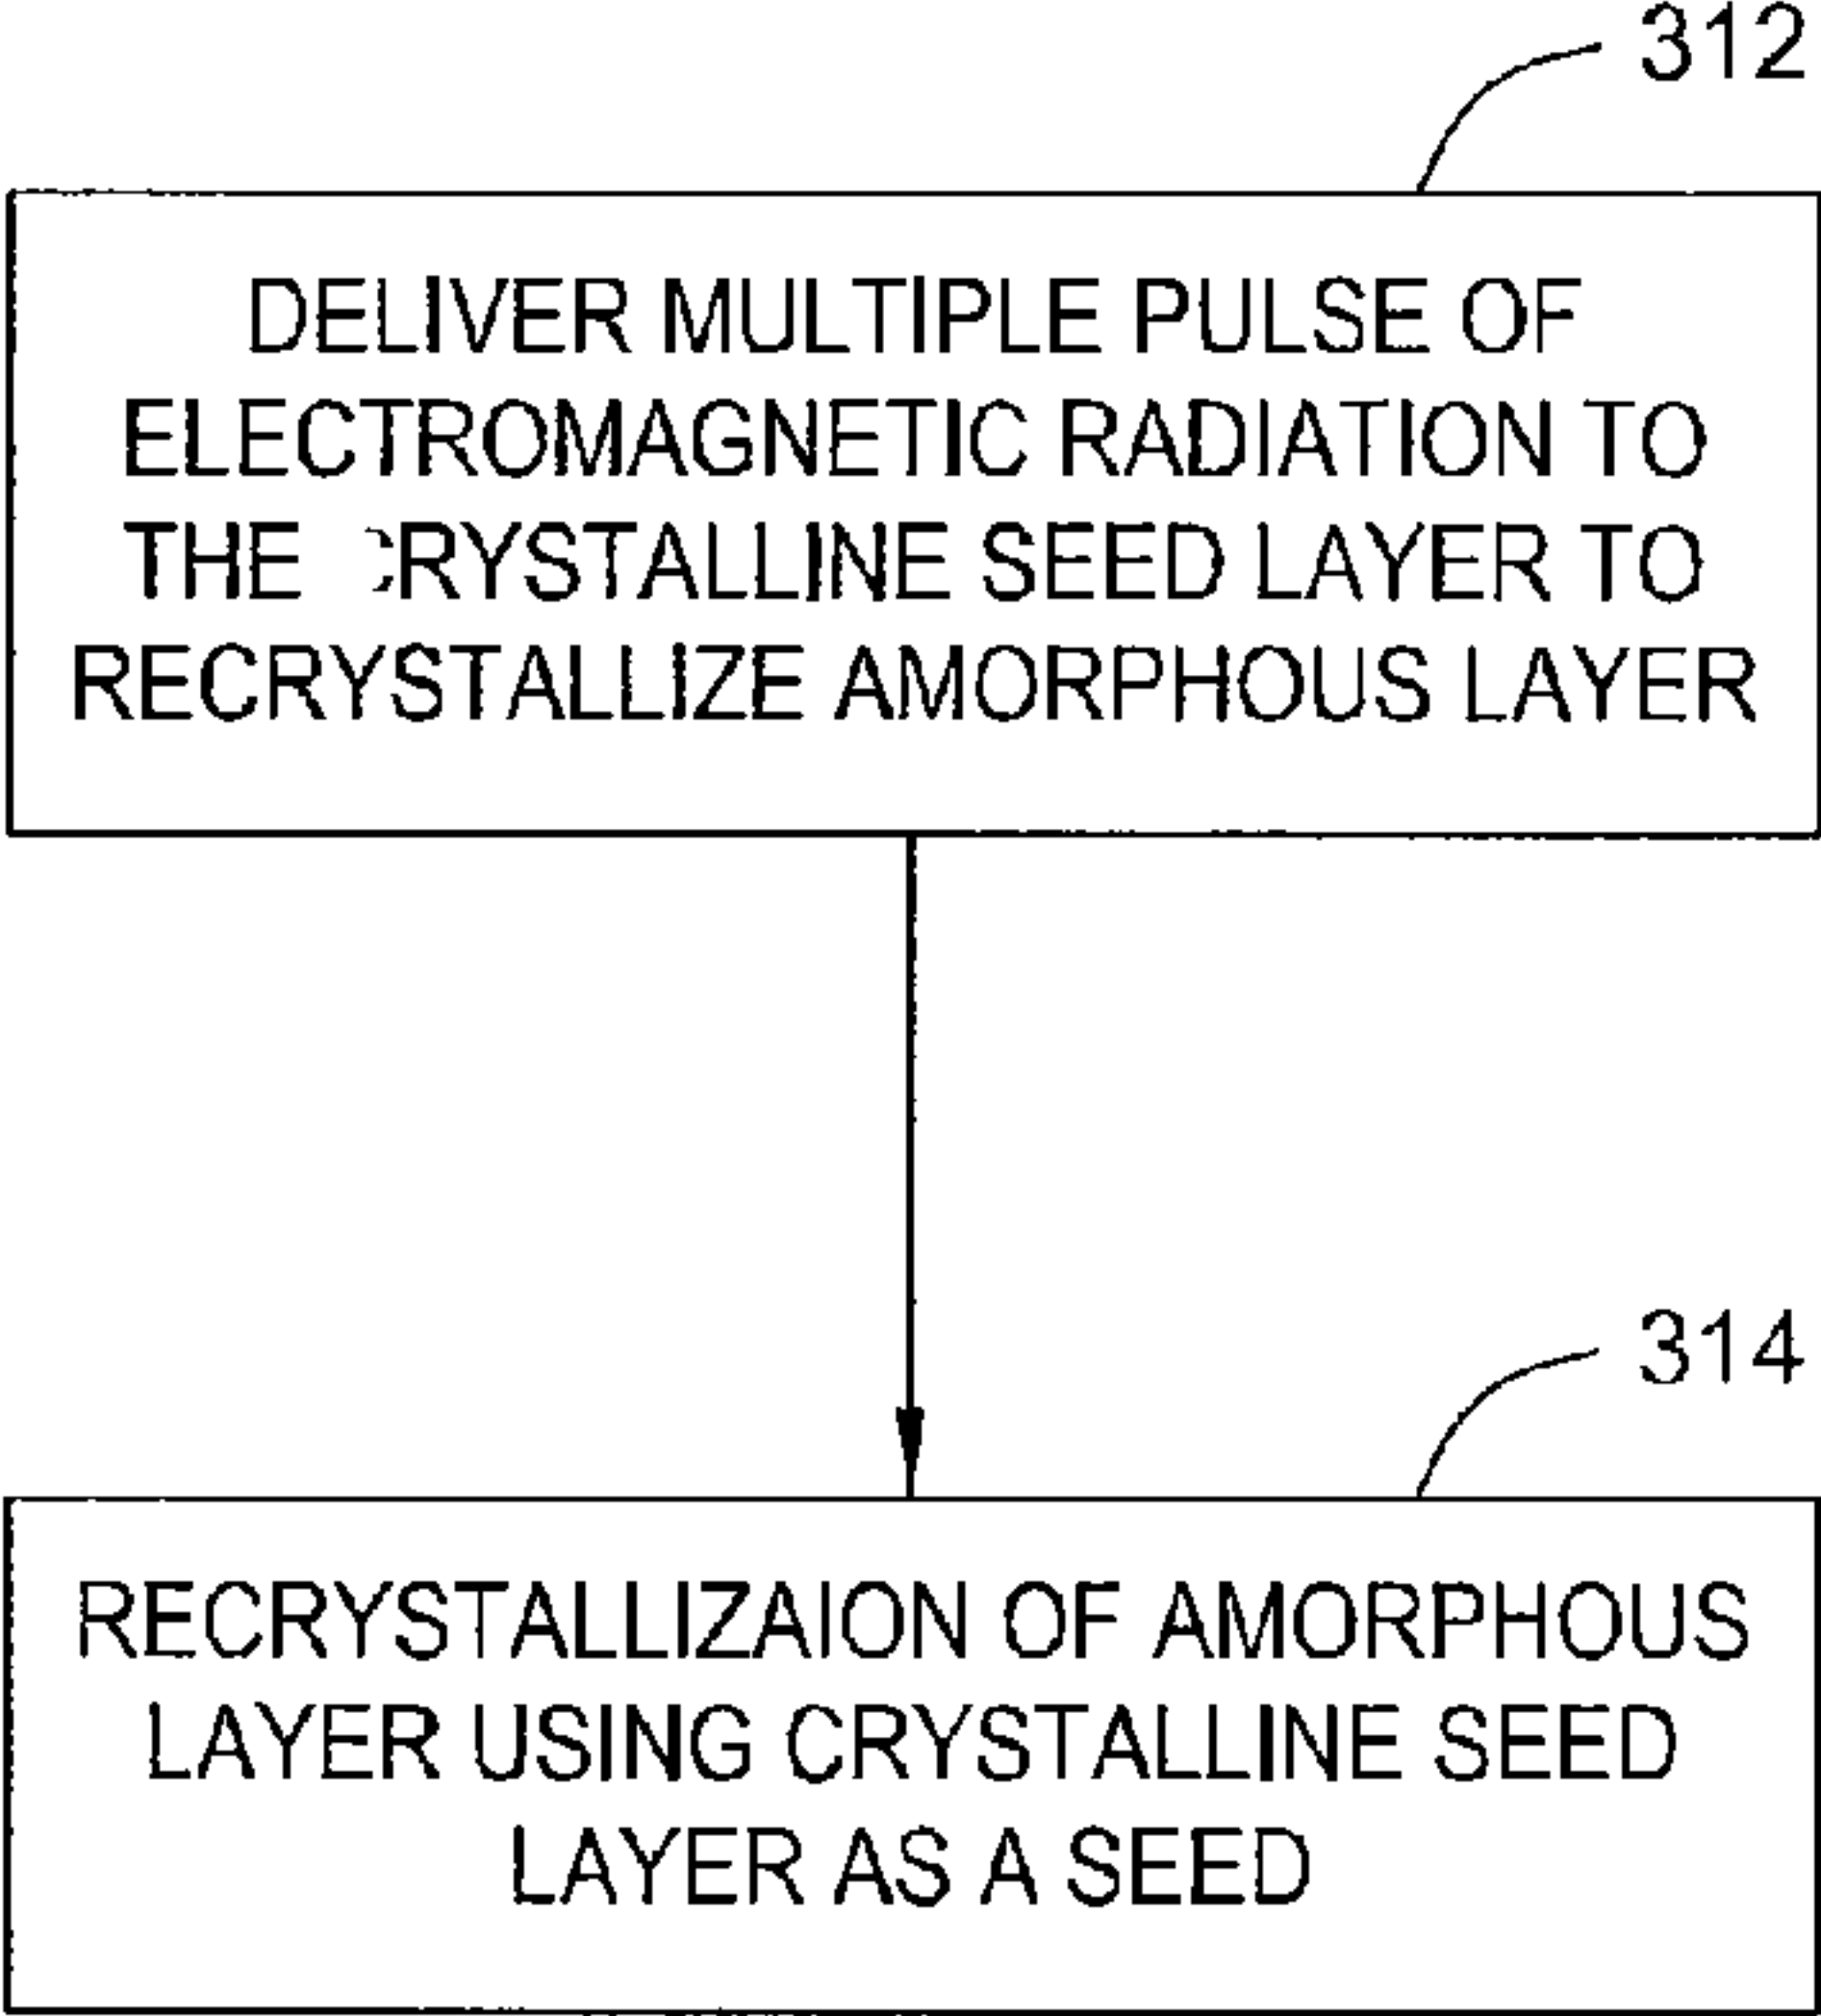 312
DELIVER MULTIPLE PULSE OF
ELECTROMAGNETIC RADIATION TO
THE CRYSTALLINE SEED LAYER TO
RECRYSTALLIZE AMORPHOUS LAYER
314
RECRYSTALLIZAION OF AMORPHOUS
LAYER USING CRYSTALLINE SEED
LAYER AS A SEED